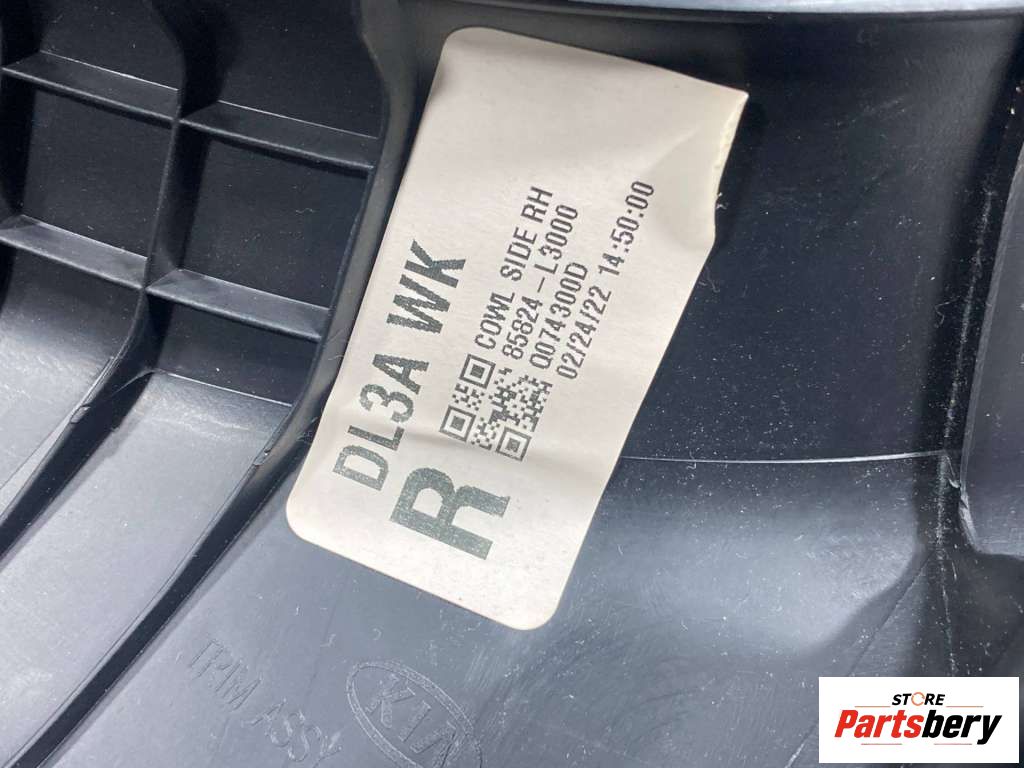 DL3A WK
R
COWL SIDE RH
85824-L3000
Q074300D
02/24/22 14:50:00
TRIM ASSY
KIA
STORE
Partsbery